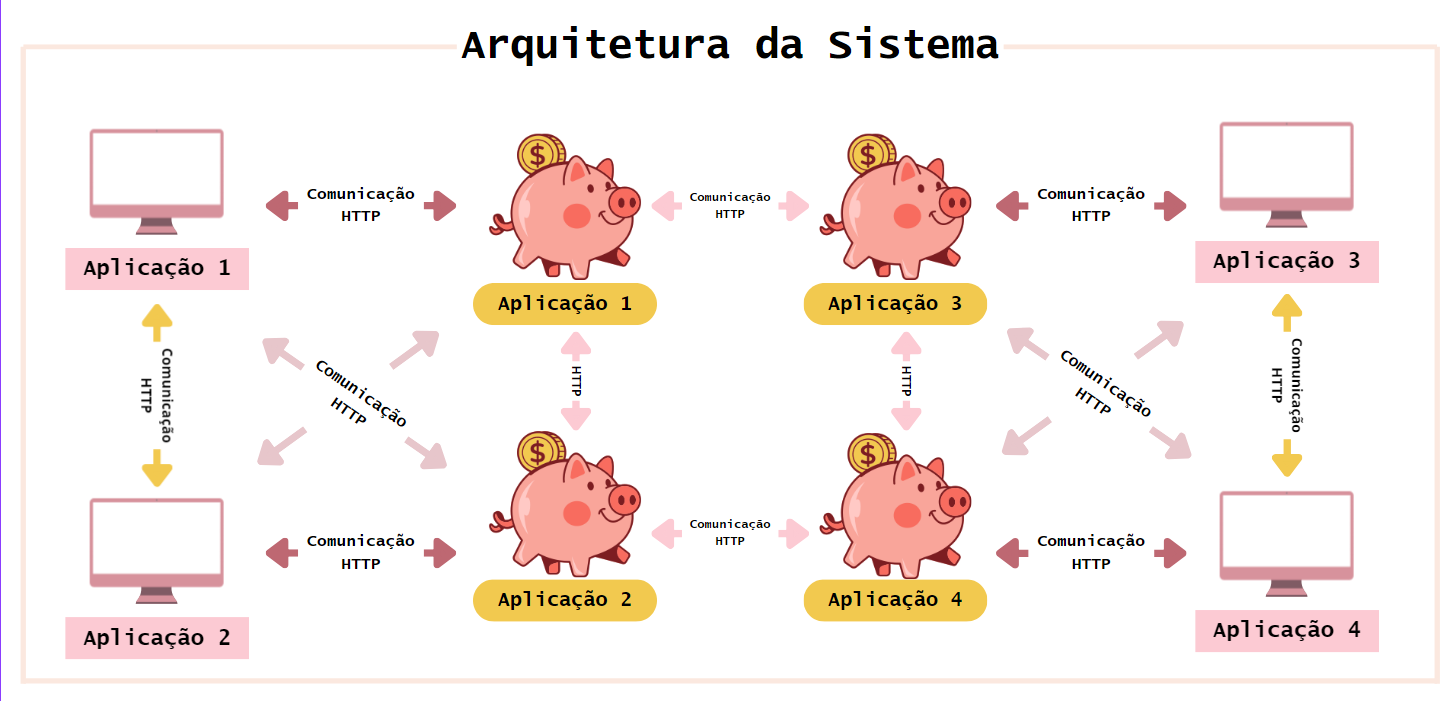 Arquitetura da Sistema
Comunicação
HTTP
Comunicação
HTTP
Comunicação
HTTP
$
$
Aplicação 1
Aplicação 1
Aplicação 3
Aplicação 3
Comunicação
HTTP
Comunicação
HTTP
HTTP
HTTP
Comunicação
HTTP
Comunicação
HTTP
$
$
Comunicação
HTTP
Comunicação
HTTP
Comunicação
HTTP
Aplicação 2
Aplicação 2
Aplicação 4
Aplicação 4